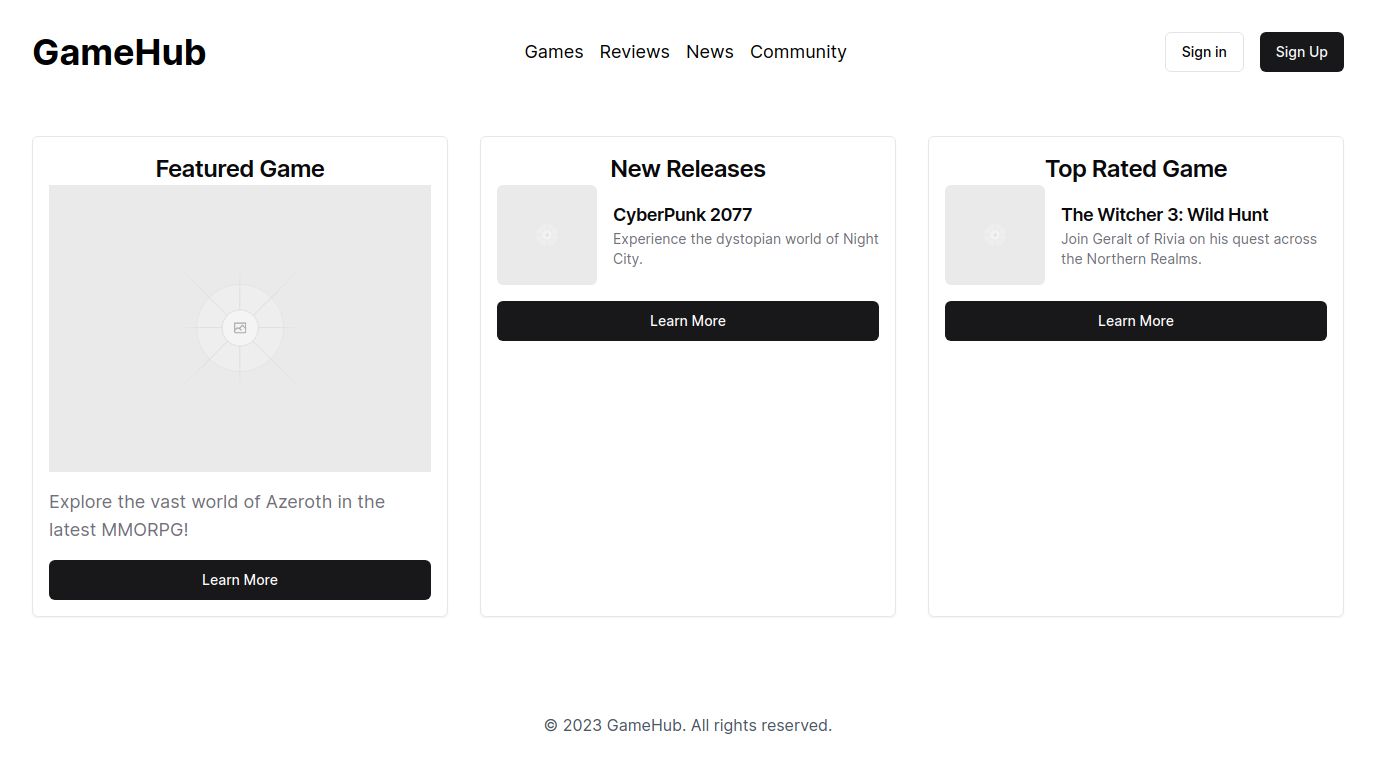 GameHub
Games Reviews News Community
Sign in
Sign Up
Featured Game
Explore the vast world of Azeroth in the
latest MMORPG!
Learn More
New Releases
CyberPunk 2077
Experience the dystopian world of Night
City.
Learn More
Top Rated Game
The Witcher 3: Wild Hunt
Join Geralt of Rivia on his quest across
the Northern Realms.
Learn More
© 2023 GameHub. All rights reserved.